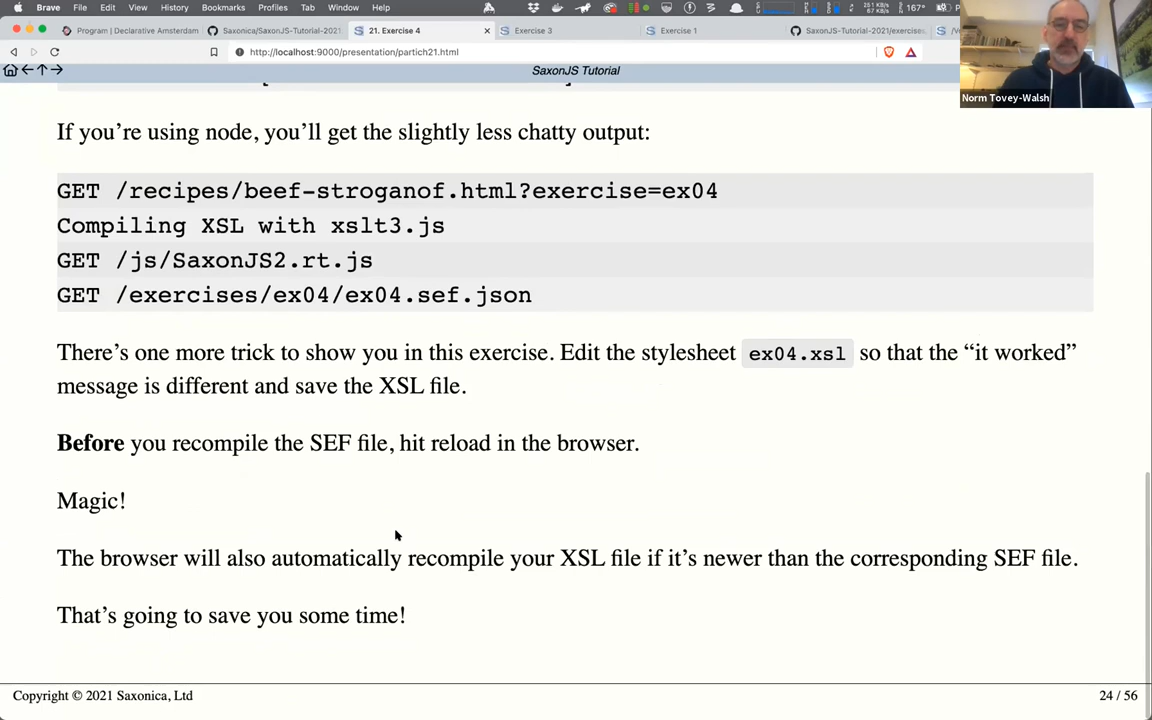 Brave File Edit View History Bookmarks Profiles Tab Window Help 167°
Program | Declarative Amsterdam Saxonica/SaxonJS-Tutorial-2021 21. Exercise 4 Exercise 3 Exercise 1 SaxonJS-Tutorial-2021/exercises
http://localhost:9000/presentation/partich21.html
SaxonJS Tutorial
Norm Tovey-Walsh
If you’re using node, you’ll get the slightly less chatty output:
GET /recipes/beef-stroganof.html?exercise=ex04
Compiling XSL with xslt3.js
GET /js/SaxonJS2.rt.js
GET /exercises/ex04/ex04.sef.json
There’s one more trick to show you in this exercise. Edit the stylesheet ex04.xsl so that the “it worked”
message is different and save the XSL file.
Before you recompile the SEF file, hit reload in the browser.
Magic!
The browser will also automatically recompile your XSL file if it’s newer than the corresponding SEF file.
That’s going to save you some time!
Copyright © 2021 Saxonica, Ltd 24 / 56